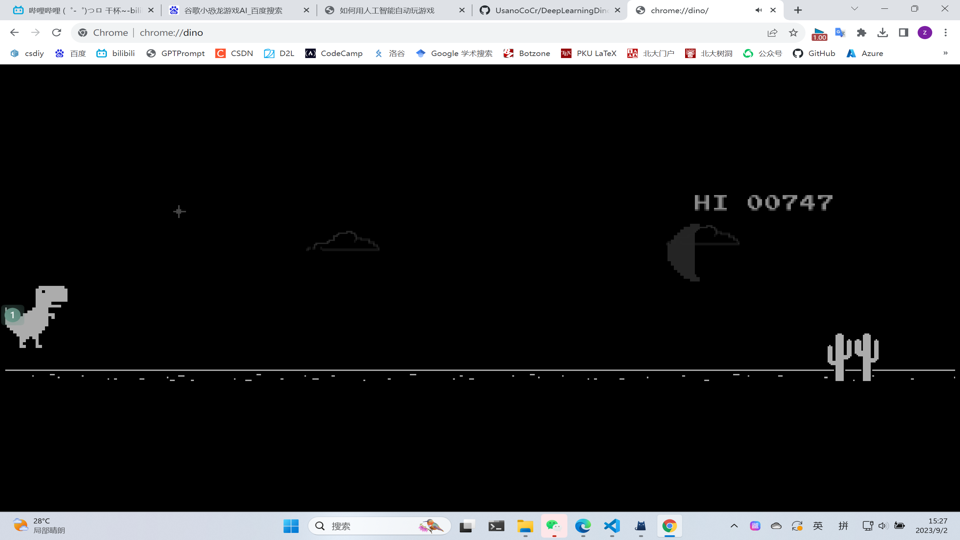 哔哩哔哩 (゜-゜)つロ 干杯~-bili
谷歌小恐龙游戏AI_百度搜索
如何用人工智能自动玩游戏
UsanoCoCr/DeepLearningDin
chrome://dino/
Chrome | chrome://dino
1.00
z
csdiy
百度
bilibili
GPTPrompt
CSDN
D2L
CodeCamp
洛谷
Google 学术搜索
Botzone
PKU LaTeX
北大门户
北大树洞
公众号
GitHub
Azure
»
HI 00747
1
28°C
局部晴朗
搜索
英
拼
15:27
2023/9/2